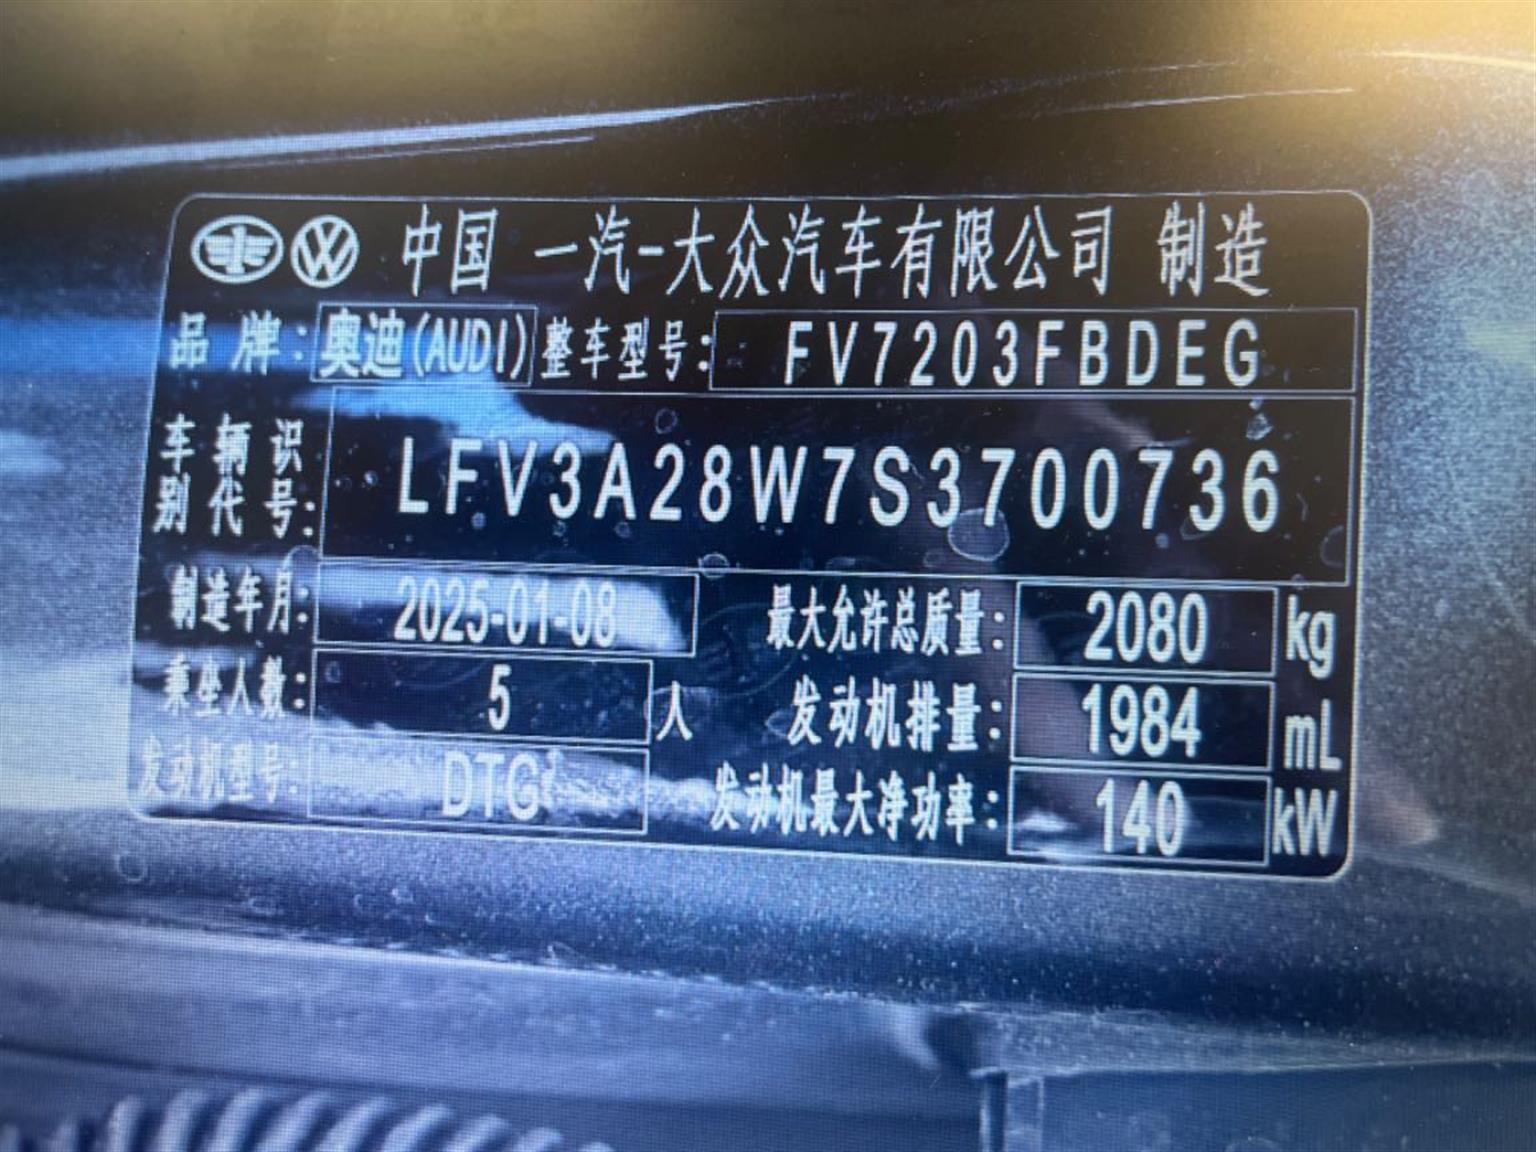 中国 一汽-大众汽车有限公司 制造
品牌: 奥迪(AUDI) 整车型号: FV7203FBDEG
车辆识别代号: LFV3A28W7S3700736
制造年月: 2025-01-08 最大允许总质量: 2080 kg
乘坐人数: 5 人 发动机排量: 1984 mL
发动机型号: DTG 发动机最大净功率: 140 kW